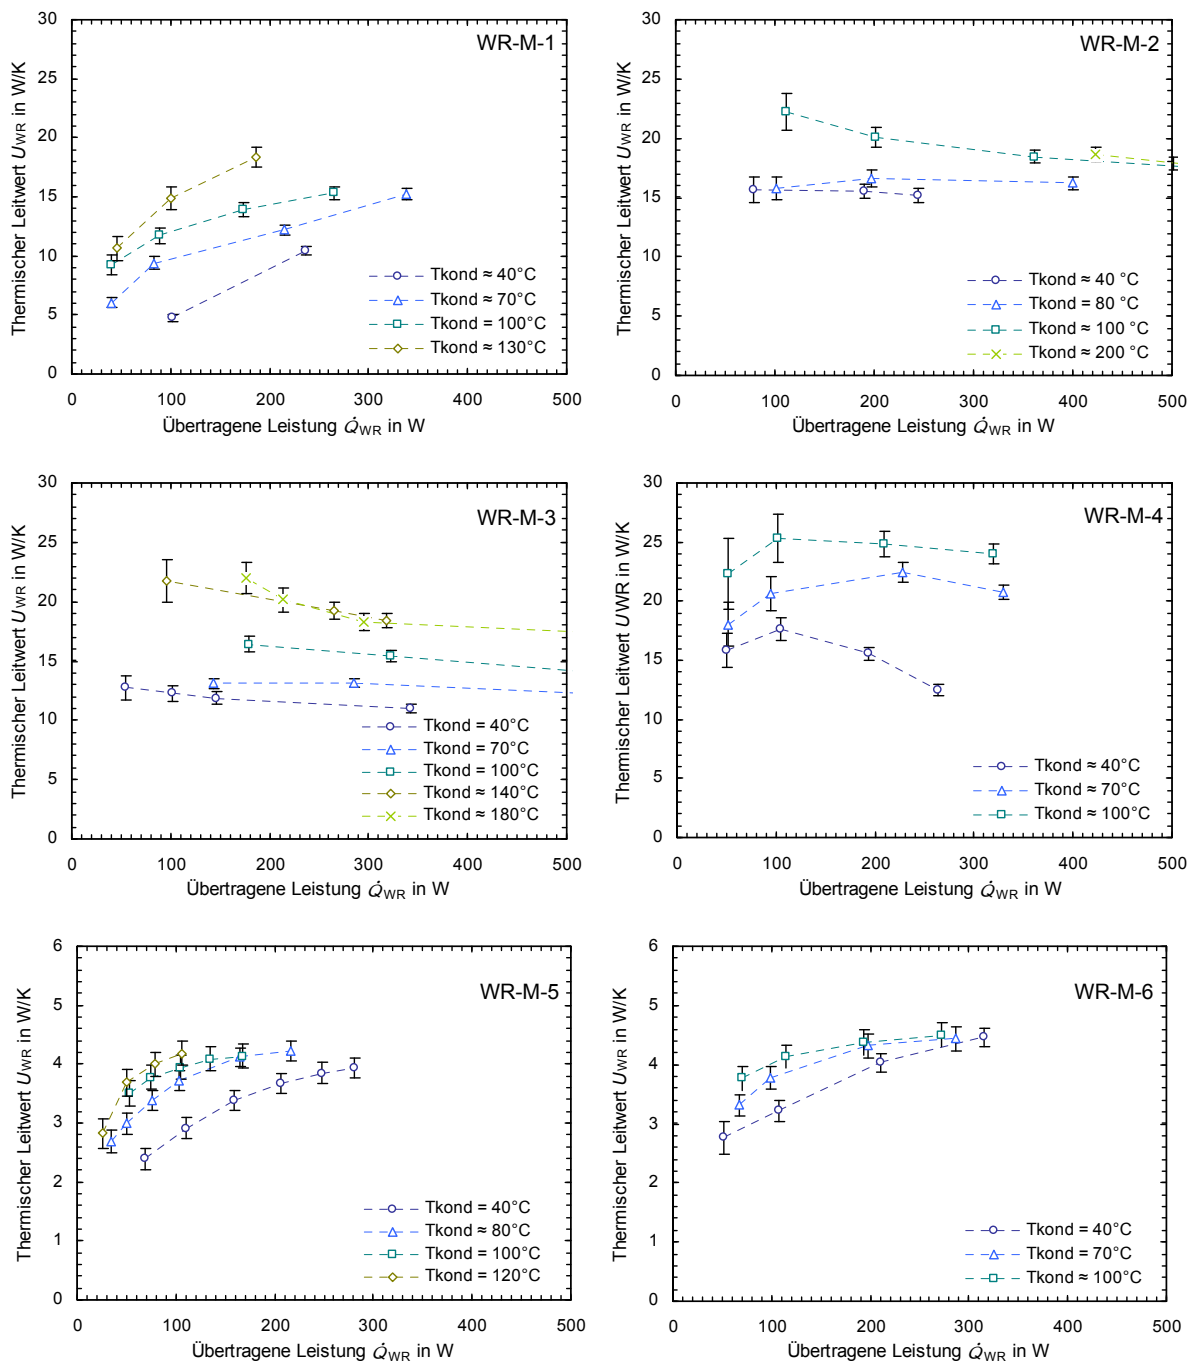 WR-M-1
Thermischer Leitwert UWR in W/K
30
25
20
15
10
5
0
Tkond ≈ 40°C
Tkond ≈ 70°C
Tkond = 100°C
Tkond ≈ 130°C
0 100 200 300 400 500
Übertragene Leistung Q̇WR in W
WR-M-2
Thermischer Leitwert UWR in W/K
30
25
20
15
10
5
0
Tkond ≈ 40 °C
Tkond = 80 °C
Tkond ≈ 100 °C
Tkond ≈ 200 °C
0 100 200 300 400 500
Übertragene Leistung Q̇WR in W
WR-M-3
Thermischer Leitwert UWR in W/K
30
25
20
15
10
5
0
Tkond = 40°C
Tkond = 70°C
Tkond = 100°C
Tkond ≈ 140°C
Tkond ≈ 180°C
0 100 200 300 400 500
Übertragene Leistung Q̇WR in W
WR-M-4
Thermischer Leitwert UWR in W/K
30
25
20
15
10
5
0
Tkond ≈ 40°C
Tkond ≈ 70°C
Tkond ≈ 100°C
0 100 200 300 400 500
Übertragene Leistung Q̇WR in W
WR-M-5
Thermischer Leitwert UWR in W/K
6
5
4
3
2
1
0
Tkond = 40°C
Tkond ≈ 80°C
Tkond = 100°C
Tkond = 120°C
0 100 200 300 400 500
Übertragene Leistung Q̇WR in W
WR-M-6
Thermischer Leitwert UWR in W/K
6
5
4
3
2
1
0
Tkond = 40°C
Tkond = 70°C
Tkond ≈ 100°C
0 100 200 300 400 500
Übertragene Leistung Q̇WR in W